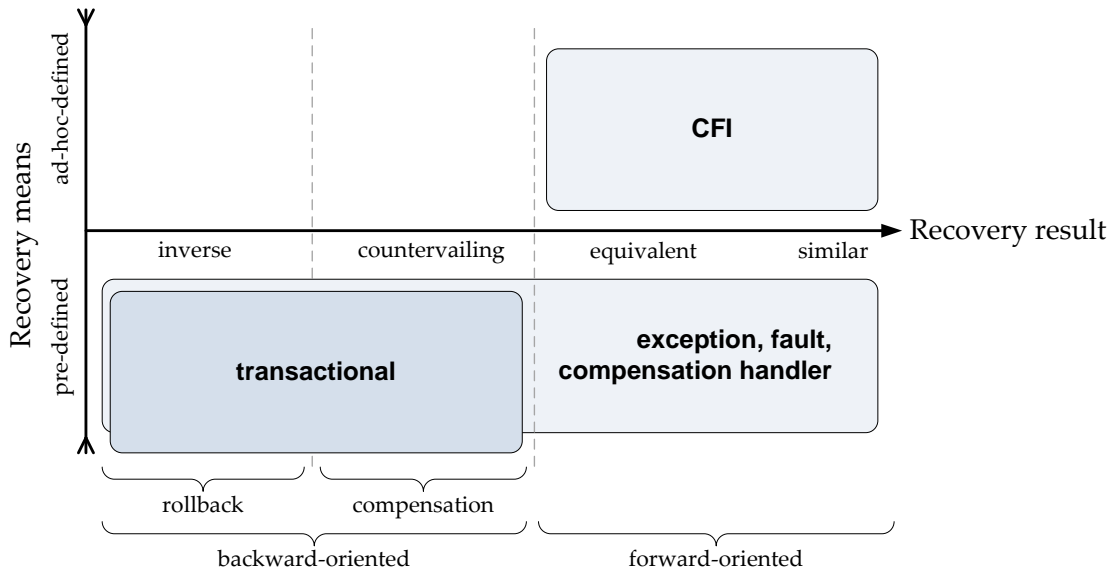 Recovery means
ad-hoc-defined
pre-defined
CFI
Recovery result
inverse
countervailing
equivalent
similar
transactional
exception, fault,
compensation handler
rollback
compensation
backward-oriented
forward-oriented